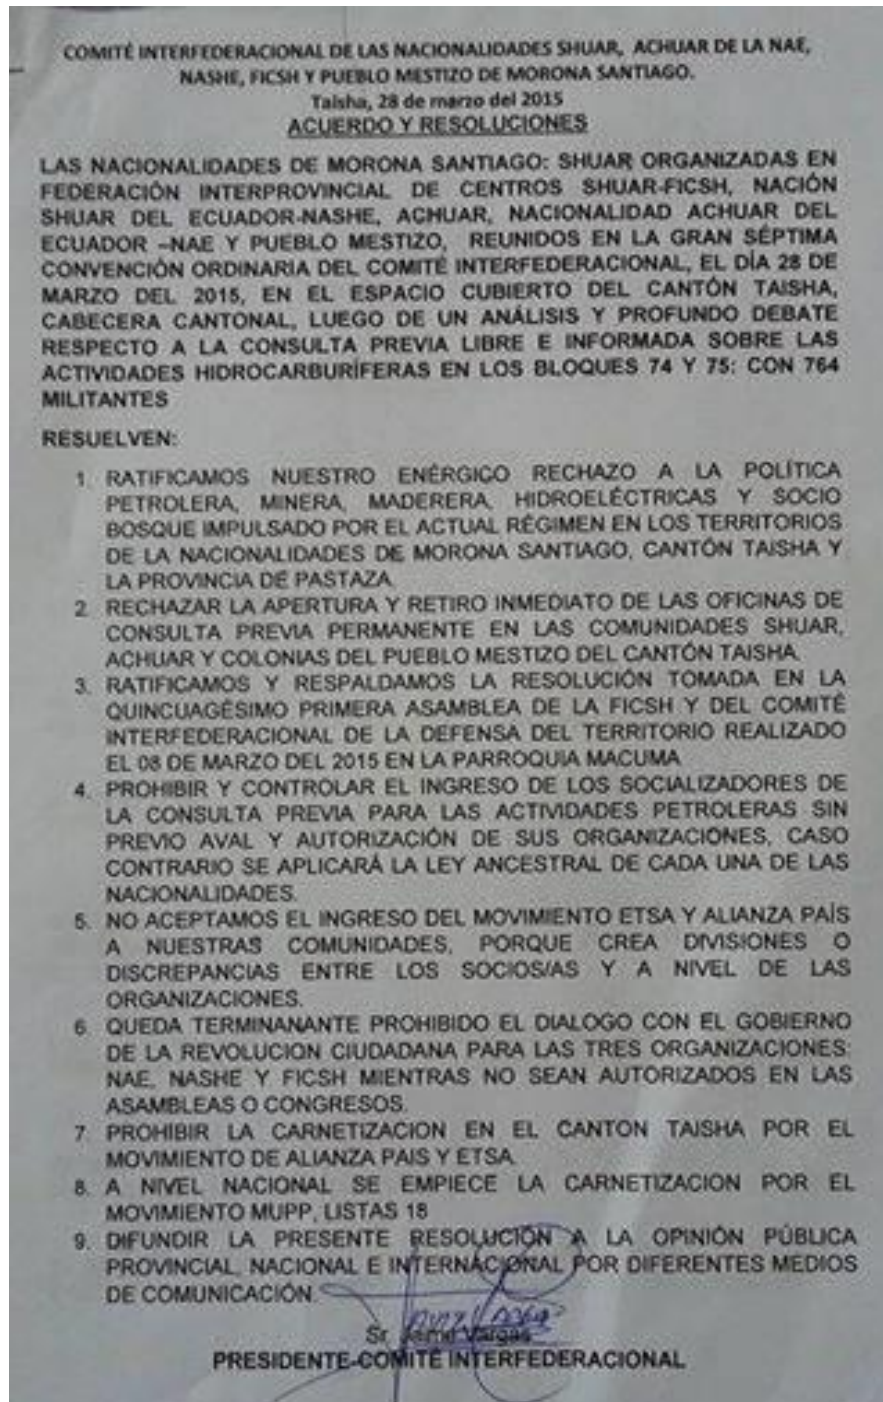 COMITÉ INTERFEDERACIONAL DE LAS NACIONALIDADES SHUAR, ACHUAR DE LA NAE,
NASHE, FICSH Y PUEBLO MESTIZO DE MORONA SANTIAGO.
Taisha, 28 de marzo del 2015
ACUERDO Y RESOLUCIONES
LAS NACIONALIDADES DE MORONA SANTIAGO: SHUAR ORGANIZADAS EN
FEDERACIÓN INTERPROVINCIAL DE CENTROS SHUAR-FICSH, NACIÓN
SHUAR DEL ECUADOR-NASHE, ACHUAR, NACIONALIDAD ACHUAR DEL
ECUADOR –NAE Y PUEBLO MESTIZO, REUNIDOS EN LA GRAN SÉPTIMA
CONVENCIÓN ORDINARIA DEL COMITÉ INTERFEDERACIONAL, EL DÍA 28 DE
MARZO DEL 2015, EN EL ESPACIO CUBIERTO DEL CANTÓN TAISHA,
CABECERA CANTONAL, LUEGO DE UN ANÁLISIS Y PROFUNDO DEBATE
RESPECTO A LA CONSULTA PREVIA LIBRE E INFORMADA SOBRE LAS
ACTIVIDADES HIDROCARBURÍFERAS EN LOS BLOQUES 74 Y 75: CON 764
MILITANTES
RESUELVEN:
1. RATIFICAMOS NUESTRO ENÉRGICO RECHAZO A LA POLÍTICA
PETROLERA, MINERA, MADERERA, HIDROELÉCTRICAS Y SOCIO
BOSQUE IMPULSADO POR EL ACTUAL RÉGIMEN EN LOS TERRITORIOS
DE LA NACIONALIDADES DE MORONA SANTIAGO, CANTÓN TAISHA Y
LA PROVINCIA DE PASTAZA.
2. RECHAZAR LA APERTURA Y RETIRO INMEDIATO DE LAS OFICINAS DE
CONSULTA PREVIA PERMANENTE EN LAS COMUNIDADES SHUAR,
ACHUAR Y COLONIAS DEL PUEBLO MESTIZO DEL CANTÓN TAISHA.
3. RATIFICAMOS Y RESPALDAMOS LA RESOLUCIÓN TOMADA EN LA
QUINCUAGÉSIMO PRIMERA ASAMBLEA DE LA FICSH Y DEL COMITÉ
INTERFEDERACIONAL DE LA DEFENSA DEL TERRITORIO REALIZADO
EL 08 DE MARZO DEL 2015 EN LA PARROQUIA MACUMA
4. PROHIBIR Y CONTROLAR EL INGRESO DE LOS SOCIALIZADORES DE
LA CONSULTA PREVIA PARA LAS ACTIVIDADES PETROLERAS SIN
PREVIO AVAL Y AUTORIZACIÓN DE SUS ORGANIZACIONES, CASO
CONTRARIO SE APLICARÁ LA LEY ANCESTRAL DE CADA UNA DE LAS
NACIONALIDADES.
5. NO ACEPTAMOS EL INGRESO DEL MOVIMIENTO ETSA Y ALIANZA PAÍS
A NUESTRAS COMUNIDADES, PORQUE CREA DIVISIONES O
DISCREPANCIAS ENTRE LOS SOCIOS/AS Y A NIVEL DE LAS
ORGANIZACIONES.
6. QUEDA TERMINANANTE PROHIBIDO EL DIALOGO CON EL GOBIERNO
DE LA REVOLUCION CIUDADANA PARA LAS TRES ORGANIZACIONES:
NAE, NASHE Y FICSH MIENTRAS NO SEAN AUTORIZADOS EN LAS
ASAMBLEAS O CONGRESOS.
7. PROHIBIR LA CARNETIZACION EN EL CANTON TAISHA POR EL
MOVIMIENTO DE ALIANZA PAIS Y ETSA
8. A NIVEL NACIONAL SE EMPIECE LA CARNETIZACION POR EL
MOVIMIENTO MUPP, LISTAS 18
9. DIFUNDIR LA PRESENTE RESOLUCIÓN A LA OPINIÓN PÚBLICA
PROVINCIAL, NACIONAL E INTERNACIONAL POR DIFERENTES MEDIOS
DE COMUNICACIÓN.
Sr. Jaime Vargas
PRESIDENTE-COMITÉ INTERFEDERACIONAL